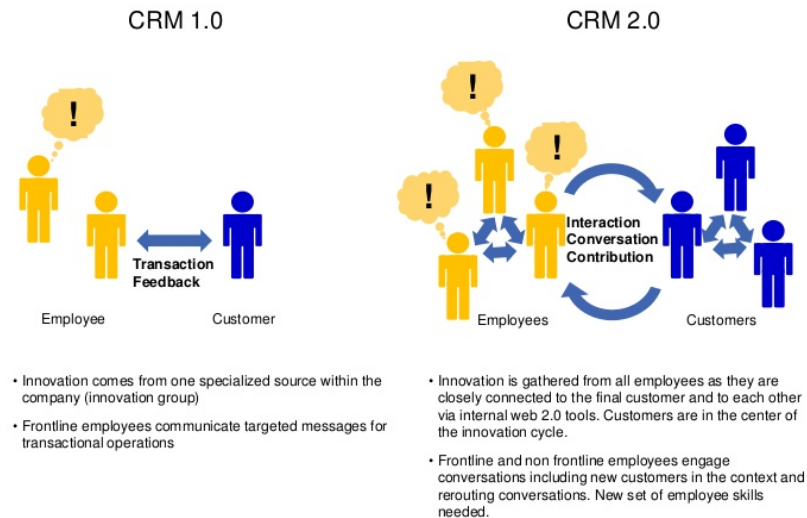 CRM 1.0
!
Transaction
Feedback
Employee
Customer
• Innovation comes from one specialized source within the
company (innovation group)
• Frontline employees communicate targeted messages for
transactional operations
CRM 2.0
!
!
!
Interaction
Conversation
Contribution
Employees
Customers
• Innovation is gathered from all employees as they are
closely connected to the final customer and to each other
via internal web 2.0 tools. Customers are in the center of
the innovation cycle.
• Frontline and non frontline employees engage
conversations including new customers in the context and
rerouting conversations. New set of employee skills
needed.